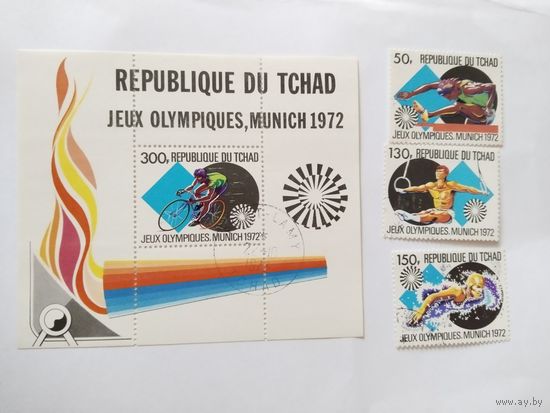 REPUBLIQUE DU TCHAD
JEUX OLYMPIQUES, MUNICH 1972
300F REPUBLIQUE DU TCHAD
JEUX OLYMPIQUES. MUNICH 1972
50F REPUBLIQUE DU TCHAD
JEUX OLYMPIQUES. MUNICH 1972
130F REPUBLIQUE DU TCHAD
JEUX OLYMPIQUES. MUNICH 1972
150F REPUBLIQUE DU TCHAD
JEUX OLYMPIQUES. MUNICH 1972
www.ay.by